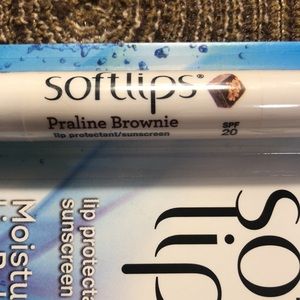 softlips®
Praline Brownie
lip protectant/sunscreen
SPF
20
so
lip
lip protecta
sunscreen
Moistu